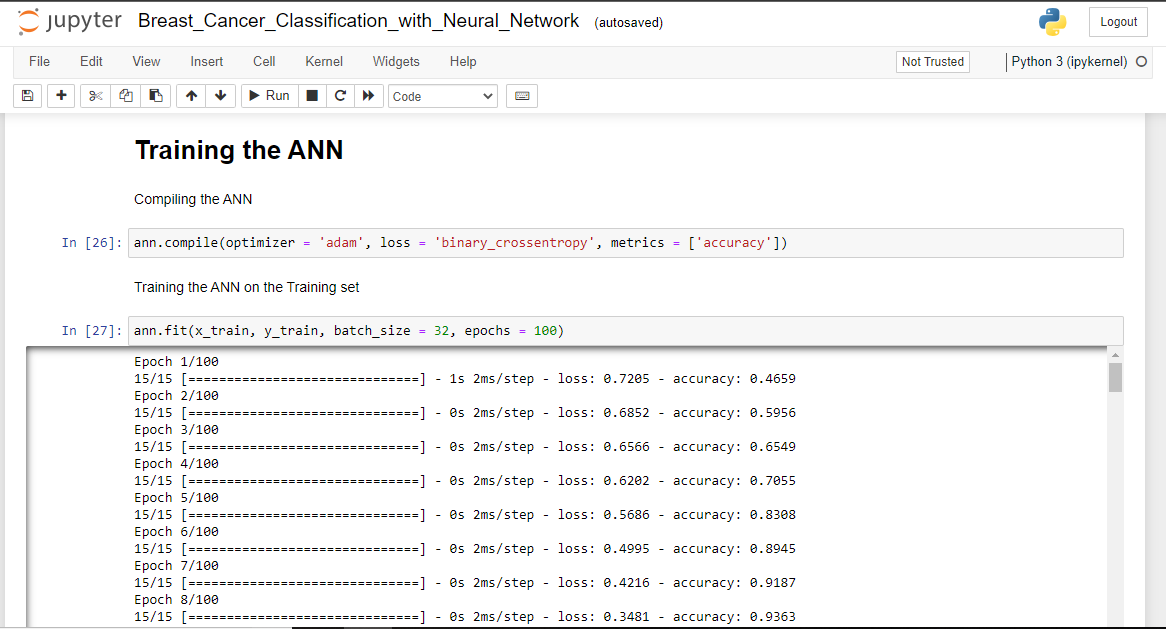 jupyter Breast_Cancer_Classification_with_Neural_Network (autosaved) Logout
File Edit View Insert Cell Kernel Widgets Help Not Trusted Python 3 (ipykernel)
Run Code
Training the ANN
Compiling the ANN
In [26]: ann.compile(optimizer = 'adam', loss = 'binary_crossentropy', metrics = ['accuracy'])
Training the ANN on the Training set
In [27]: ann.fit(x_train, y_train, batch_size = 32, epochs = 100)
Epoch 1/100
15/15 [==============================] - 1s 2ms/step - loss: 0.7205 - accuracy: 0.4659
Epoch 2/100
15/15 [==============================] - 0s 2ms/step - loss: 0.6852 - accuracy: 0.5956
Epoch 3/100
15/15 [==============================] - 0s 2ms/step - loss: 0.6566 - accuracy: 0.6549
Epoch 4/100
15/15 [==============================] - 0s 2ms/step - loss: 0.6202 - accuracy: 0.7055
Epoch 5/100
15/15 [==============================] - 0s 2ms/step - loss: 0.5686 - accuracy: 0.8308
Epoch 6/100
15/15 [==============================] - 0s 2ms/step - loss: 0.4995 - accuracy: 0.8945
Epoch 7/100
15/15 [==============================] - 0s 2ms/step - loss: 0.4216 - accuracy: 0.9187
Epoch 8/100
15/15 [==============================] - 0s 2ms/step - loss: 0.3481 - accuracy: 0.9363